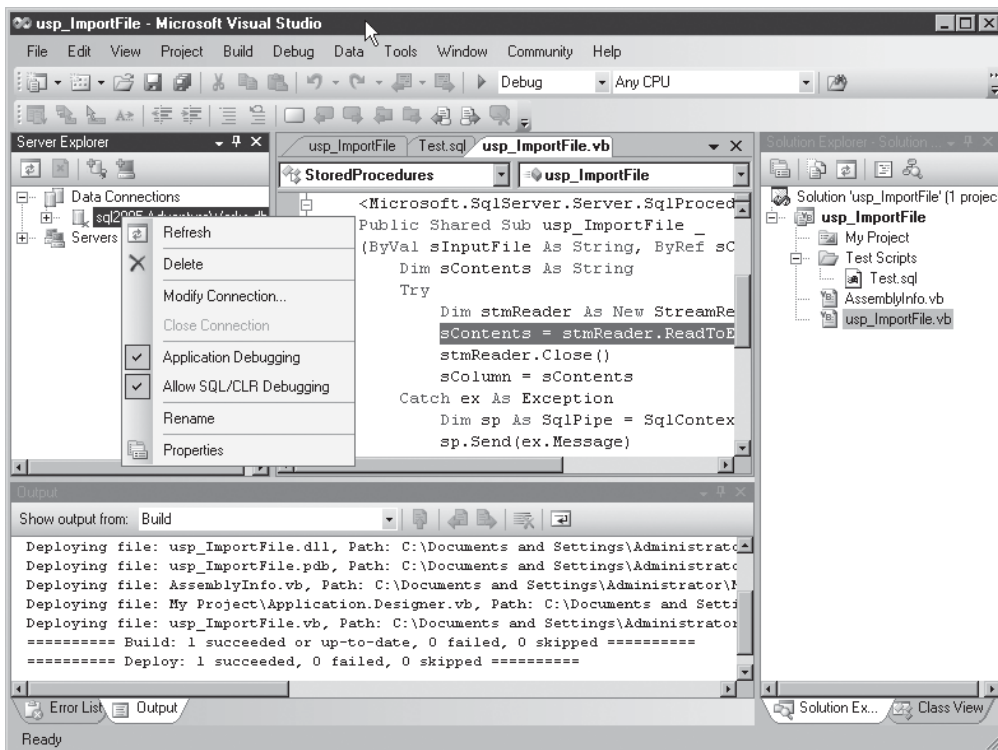 usp_ImportFile - Microsoft Visual Studio
File Edit View Project Build Debug Data Tools Window Community Help
Debug Any CPU
Server Explorer
Data Connections
Servers
Refresh
Delete
Modify Connection...
Close Connection
Application Debugging
Allow SQL/CLR Debugging
Rename
Properties
usp_ImportFile Test.sql usp_ImportFile.vb
StoredProcedures usp_ImportFile
<Microsoft.SqlServer.Server.SqlProced
Public Shared Sub usp_ImportFile _
(ByVal sInputFile As String, ByRef sC
Dim sContents As String
Try
Dim stmReader As New StreamRe
sContents = stmReader.ReadToE
stmReader.Close()
sColumn = sContents
Catch ex As Exception
Dim sp As SqlPipe = SqlContex
sp.Send(ex.Message)
Solution Explorer - Solution ...
Solution 'usp_ImportFile' (1 projec
usp_ImportFile
My Project
Test Scripts
Test.sql
AssemblyInfo.vb
usp_ImportFile.vb
Output
Show output from: Build
Deploying file: usp_ImportFile.dll, Path: C:\Documents and Settings\Administrato
Deploying file: usp_ImportFile.pdb, Path: C:\Documents and Settings\Administrato
Deploying file: AssemblyInfo.vb, Path: C:\Documents and Settings\Administrator\M
Deploying file: My Project\Application.Designer.vb, Path: C:\Documents and Setti
Deploying file: usp_ImportFile.vb, Path: C:\Documents and Settings\Administrator
========== Build: 1 succeeded or up-to-date, 0 failed, 0 skipped ==========
========== Deploy: 1 succeeded, 0 failed, 0 skipped ==========
Error List Output
Solution Ex... Class View
Ready